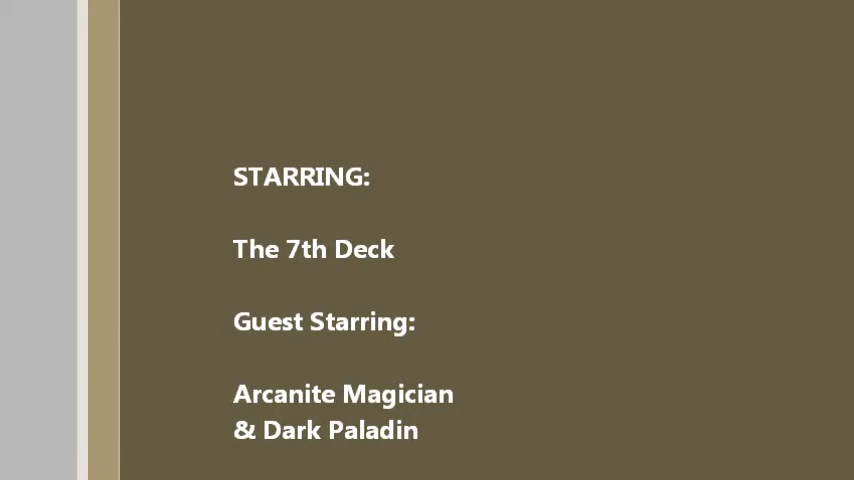 STARRING:
The 7th Deck
Guest Starring:
Arcanite Magician
& Dark Paladin